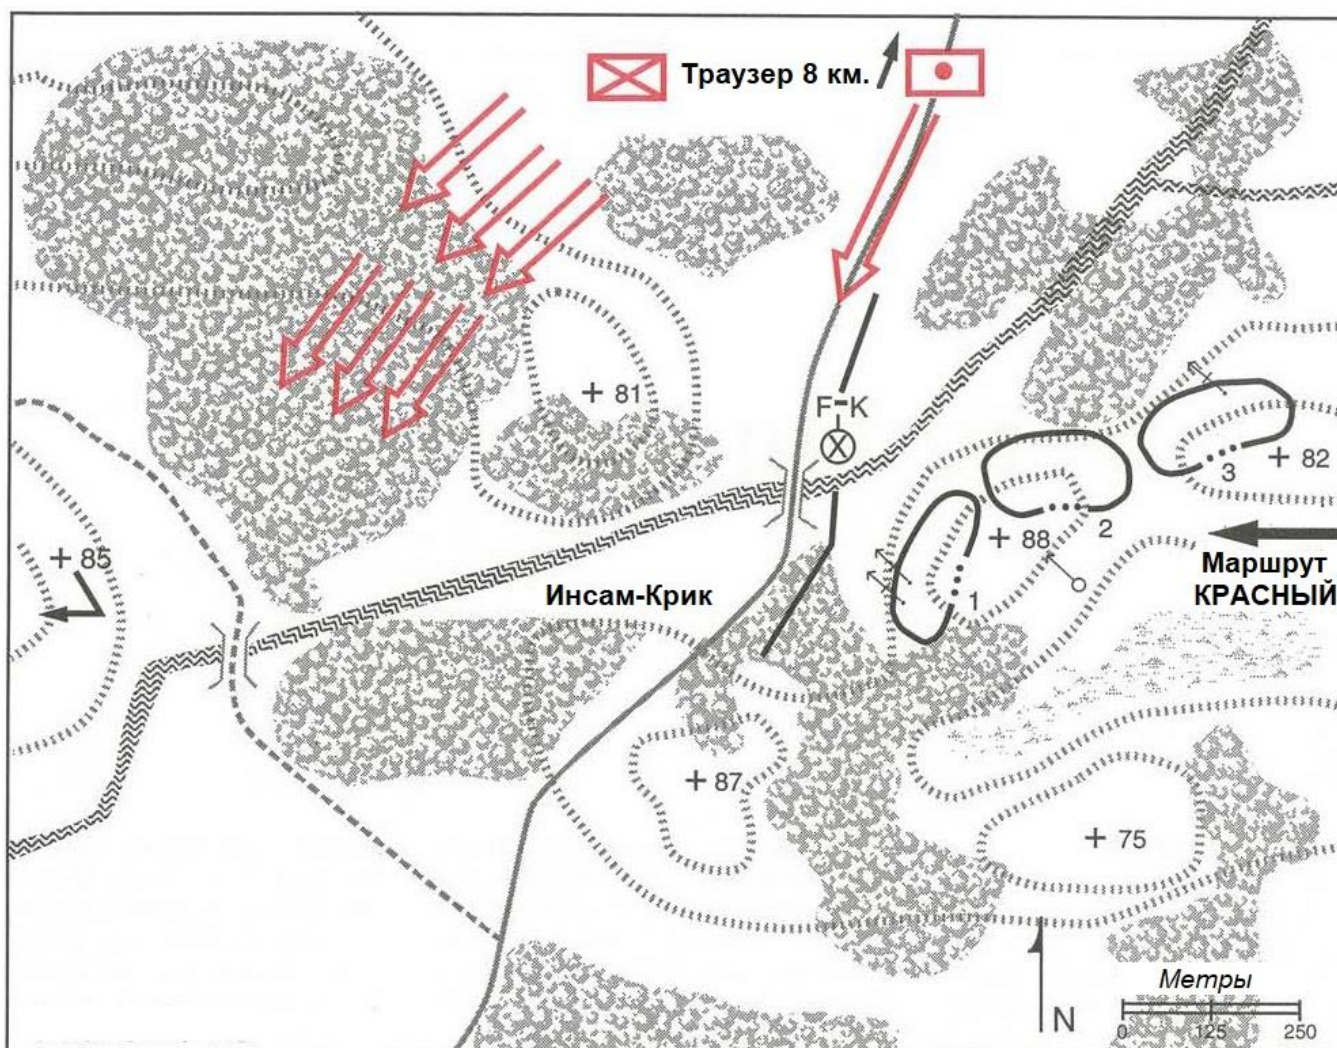 Траузер 8 км.
81
F-K
X
82
3
85
88
2
Маршрут
КРАСНЫЙ
Инсам-Крик
1
87
75
Метры
N
0 125 250